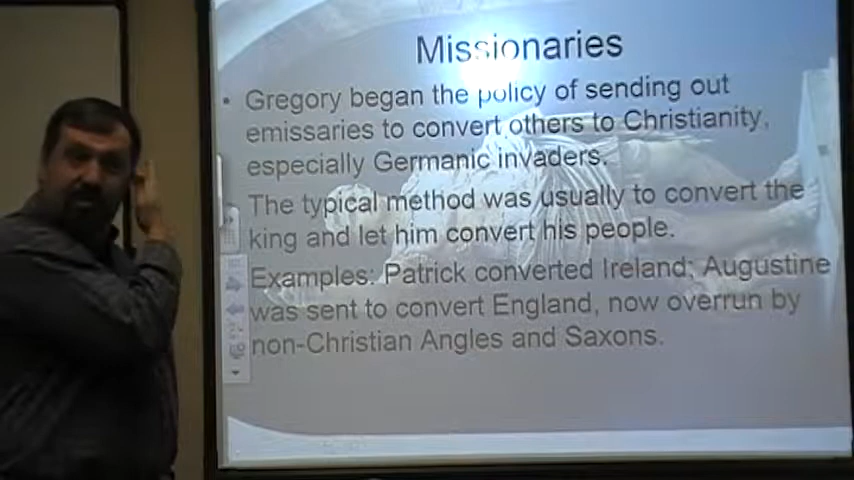 Missionaries
• Gregory began the policy of sending out
emissaries to convert others to Christianity,
especially Germanic invaders.
The typical method was usually to convert the
king and let him convert his people.
Examples: Patrick converted Ireland; Augustine
was sent to convert England, now overrun by
non-Christian Angles and Saxons.